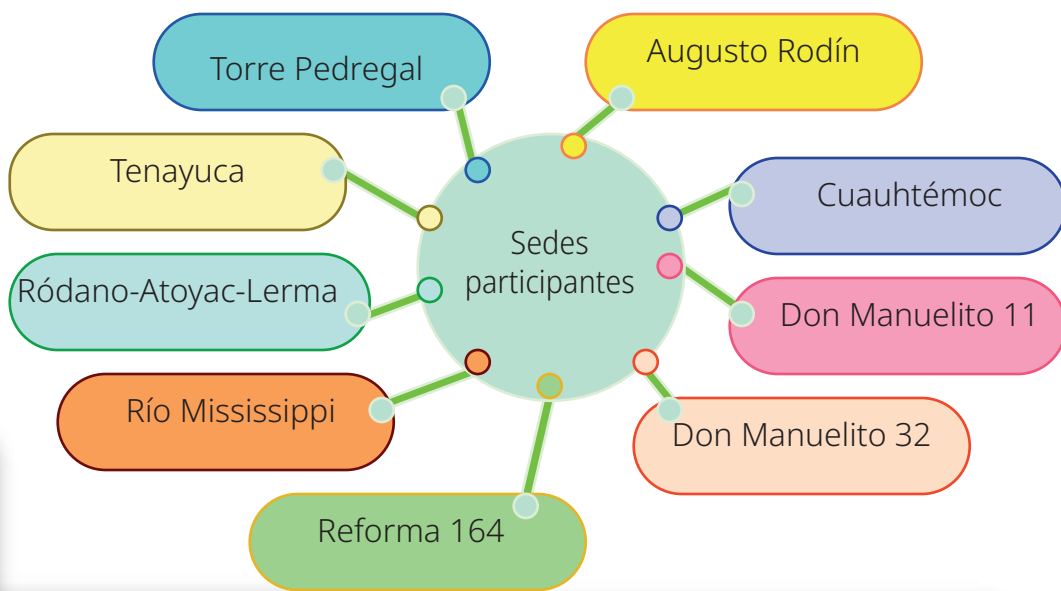 Torre Pedregal
Augusto Rodín
Tenayuca
Cuauhtémoc
Sedes
participantes
Ródano-Atoyac-Lerma
Don Manuelito 11
Río Mississippi
Don Manuelito 32
Reforma 164